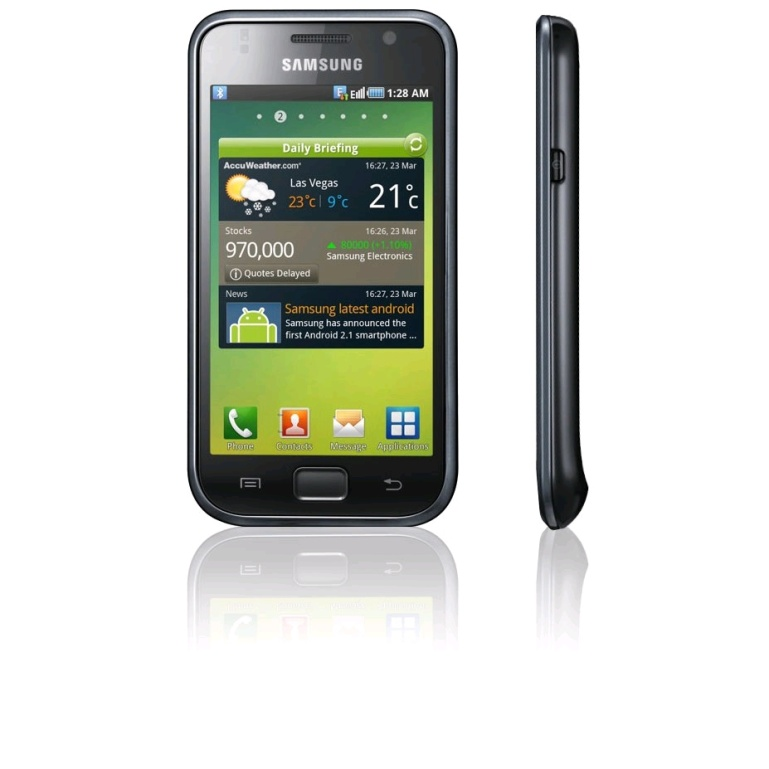 SAMSUNG
E 1:28 AM
2
Daily Briefing
AccuWeather.com 16:27, 23 Mar
Las Vegas
23°c | 9°c 21°c
Stocks 16:26, 23 Mar
970,000 ▲ .80000 (+1.10%)
Samsung Electronics
Quotes Delayed
News 16:27, 23 Mar
Samsung latest android
Samsung has announced the
first Android 2.1 smartphone ...
Phone Contacts Message Applications